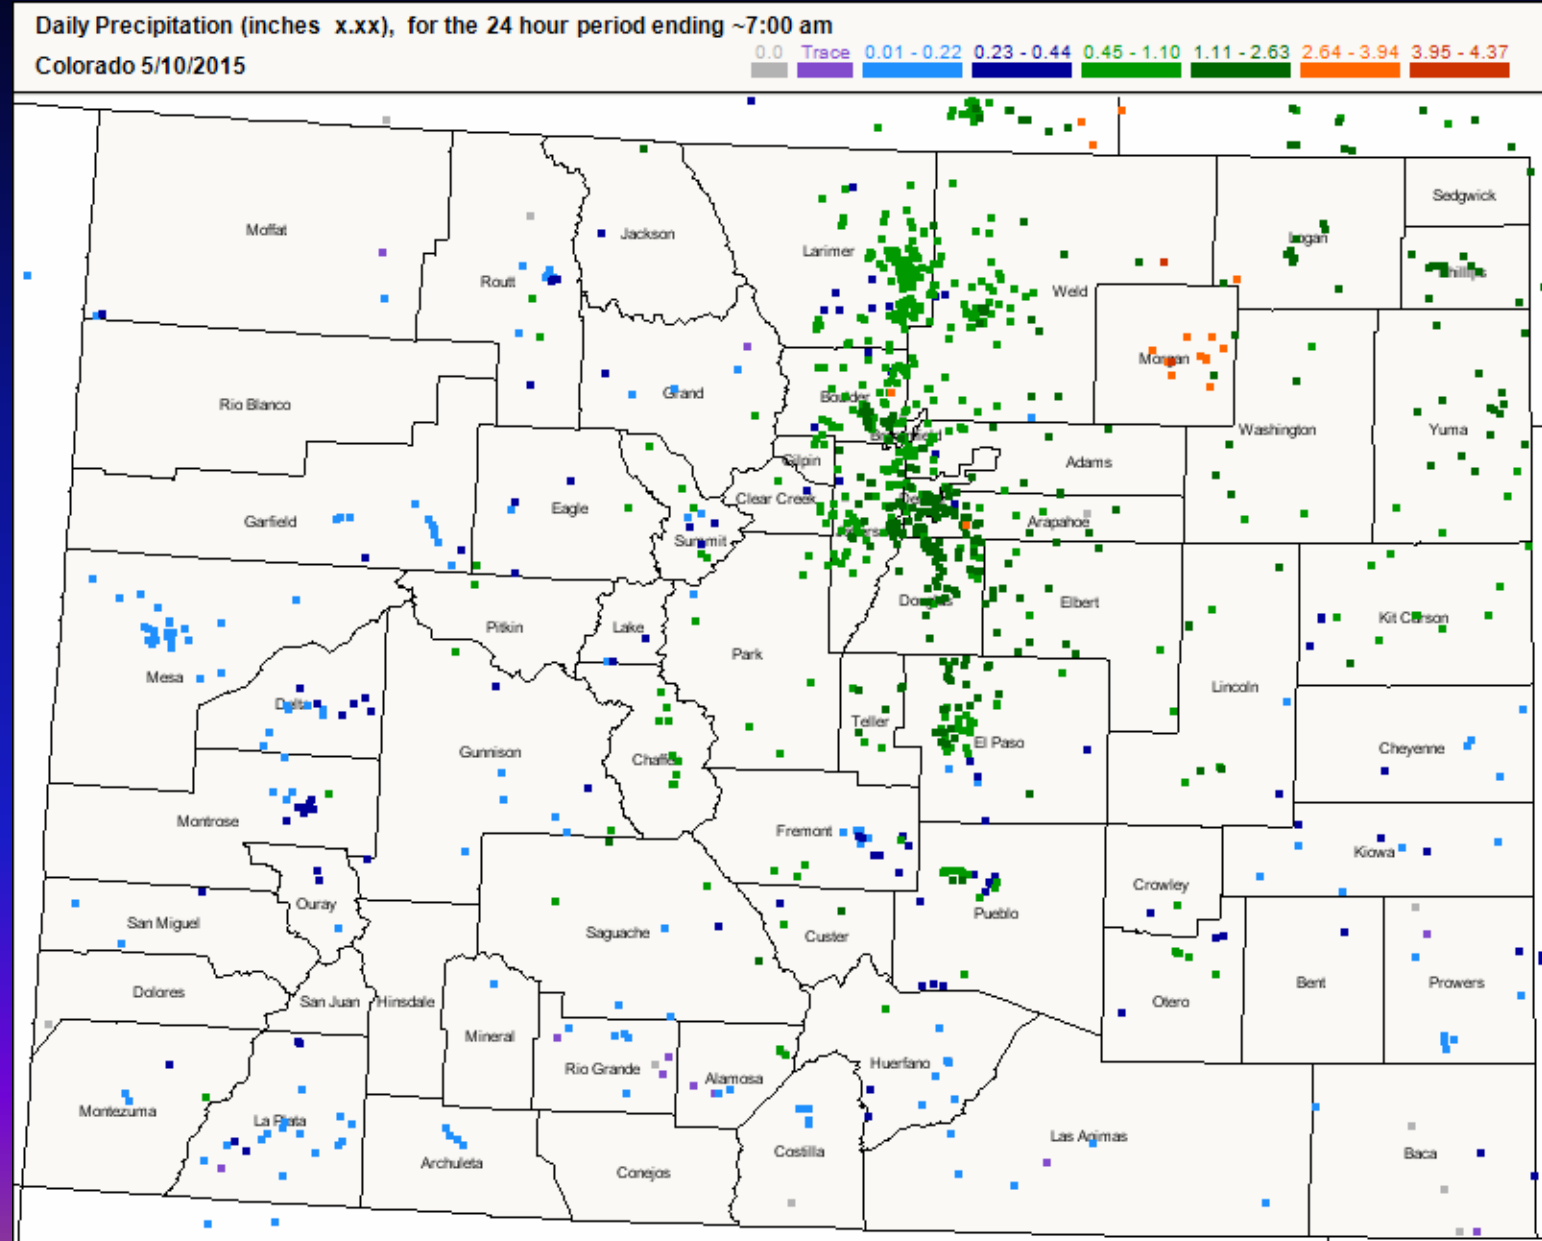 Daily Precipitation (inches x.xx), for the 24 hour period ending ~7:00 am
Colorado 5/10/2015
0.0 Trace 0.01 - 0.22 0.23 - 0.44 0.45 - 1.10 1.11 - 2.63 2.64 - 3.94 3.95 - 4.37
Sedgwick
Moffat
Jackson
Larimer
Logan
Phillips
Routt
Weld
Morgan
Grand
Boulder
Rio Blanco
Washington
Yuma
Broomfield
Gilpin
Adams
Clear Creek
Eagle
Garfield
Arapahoe
Summit
Douglas
Elbert
Kit Carson
Pitkin
Lake
Park
Mesa
Lincoln
Delta
Teller
El Paso
Gunnison
Chaffee
Cheyenne
Montrose
Fremont
Kiowa
Crowley
Ouray
Pueblo
San Miguel
Saguache
Custer
Dolores
San Juan
Hinsdale
Otero
Bent
Prowers
Mineral
Rio Grande
Huerfano
Alamosa
Montezuma
La Plata
Las Animas
Costilla
Baca
Archuleta
Conejos